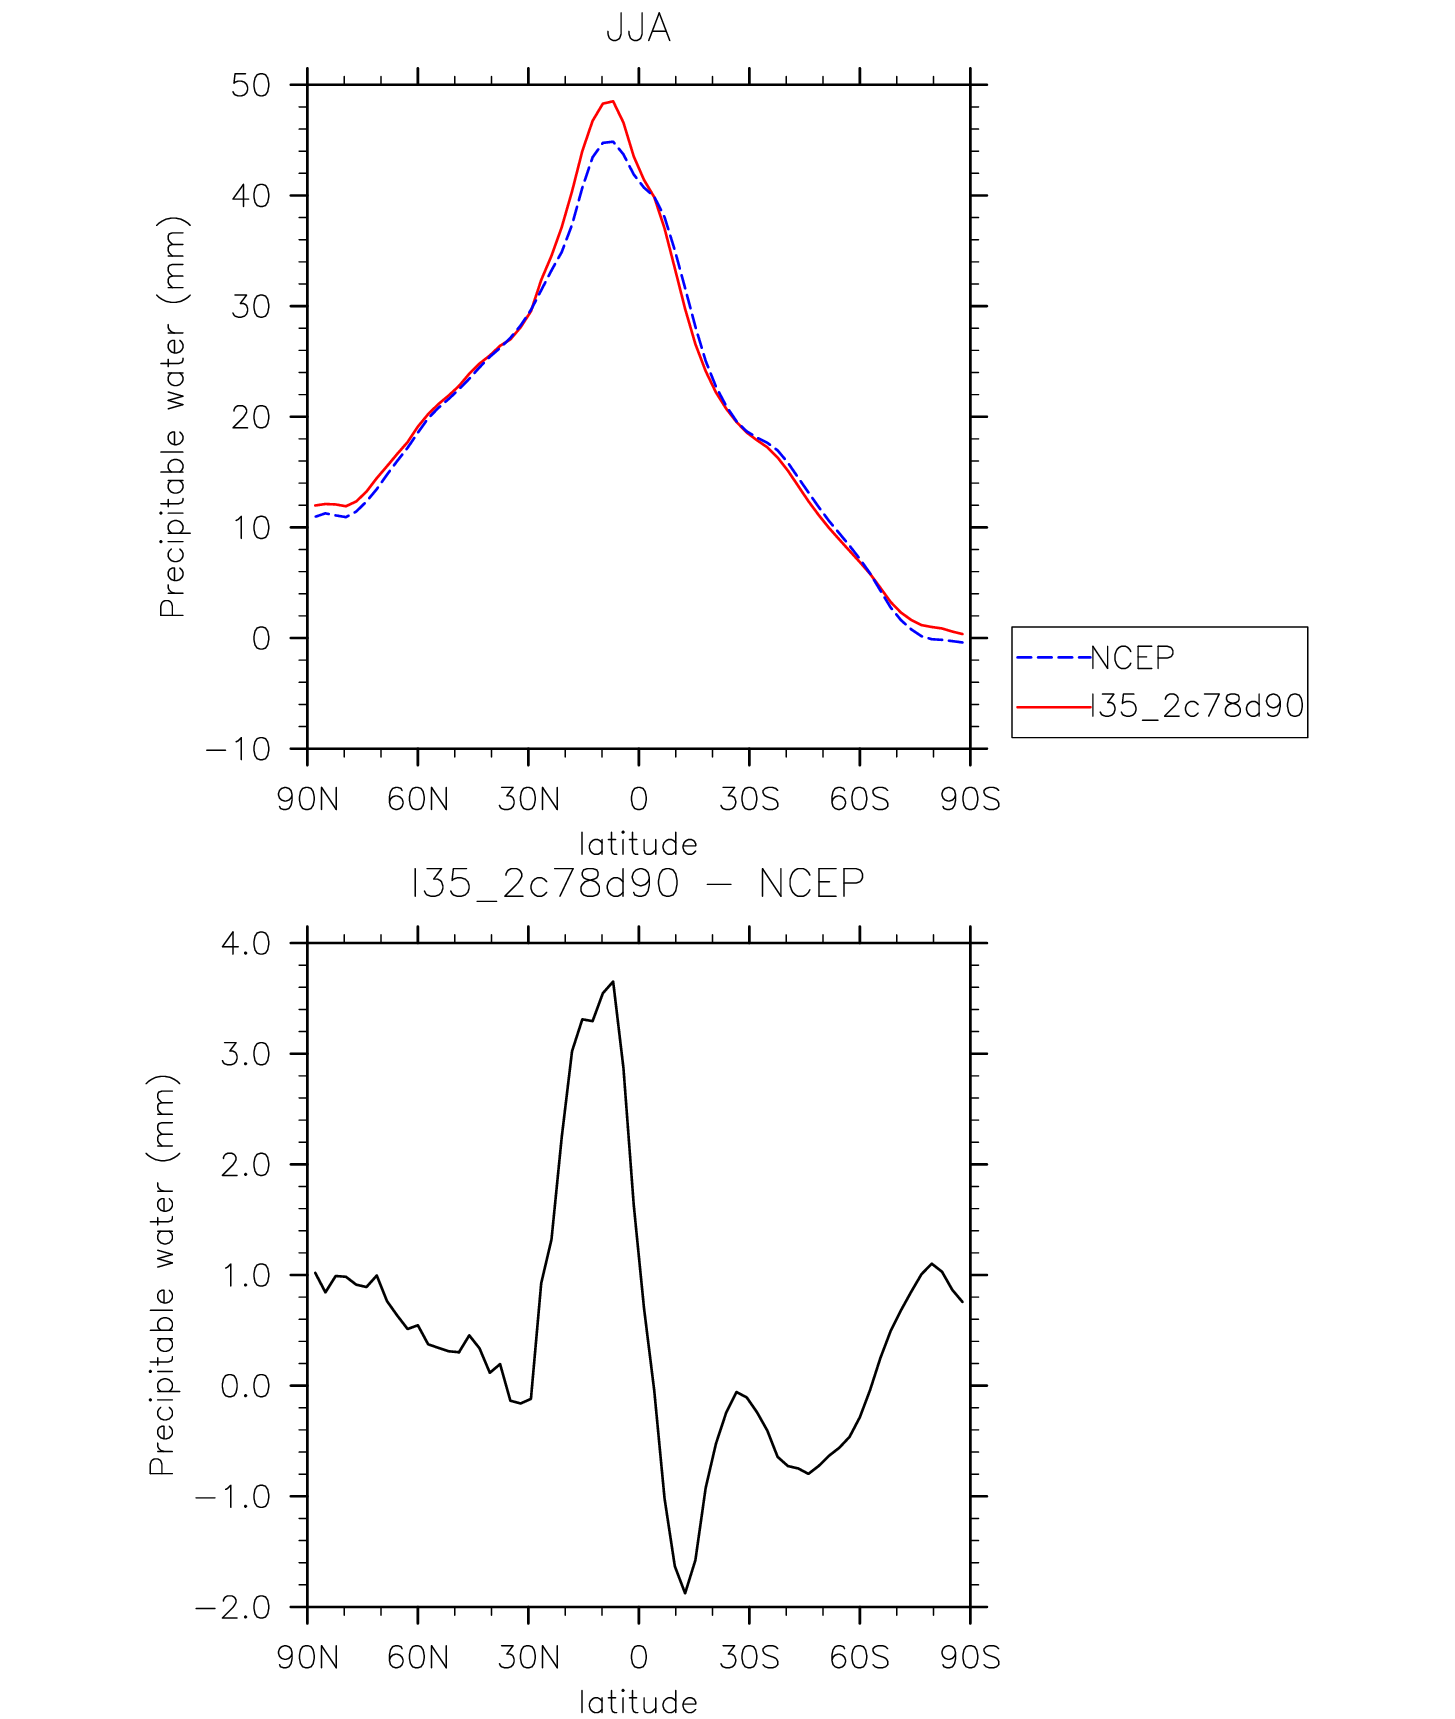 JJA
50
40
30
20
10
0
−10
Precipitable water (mm)
90N 60N 30N 0 30S 60S 90S
latitude
NCEP
I35_2c78d90
I35_2c78d90 − NCEP
4.0
3.0
2.0
1.0
0.0
−1.0
−2.0
Precipitable water (mm)
90N 60N 30N 0 30S 60S 90S
latitude